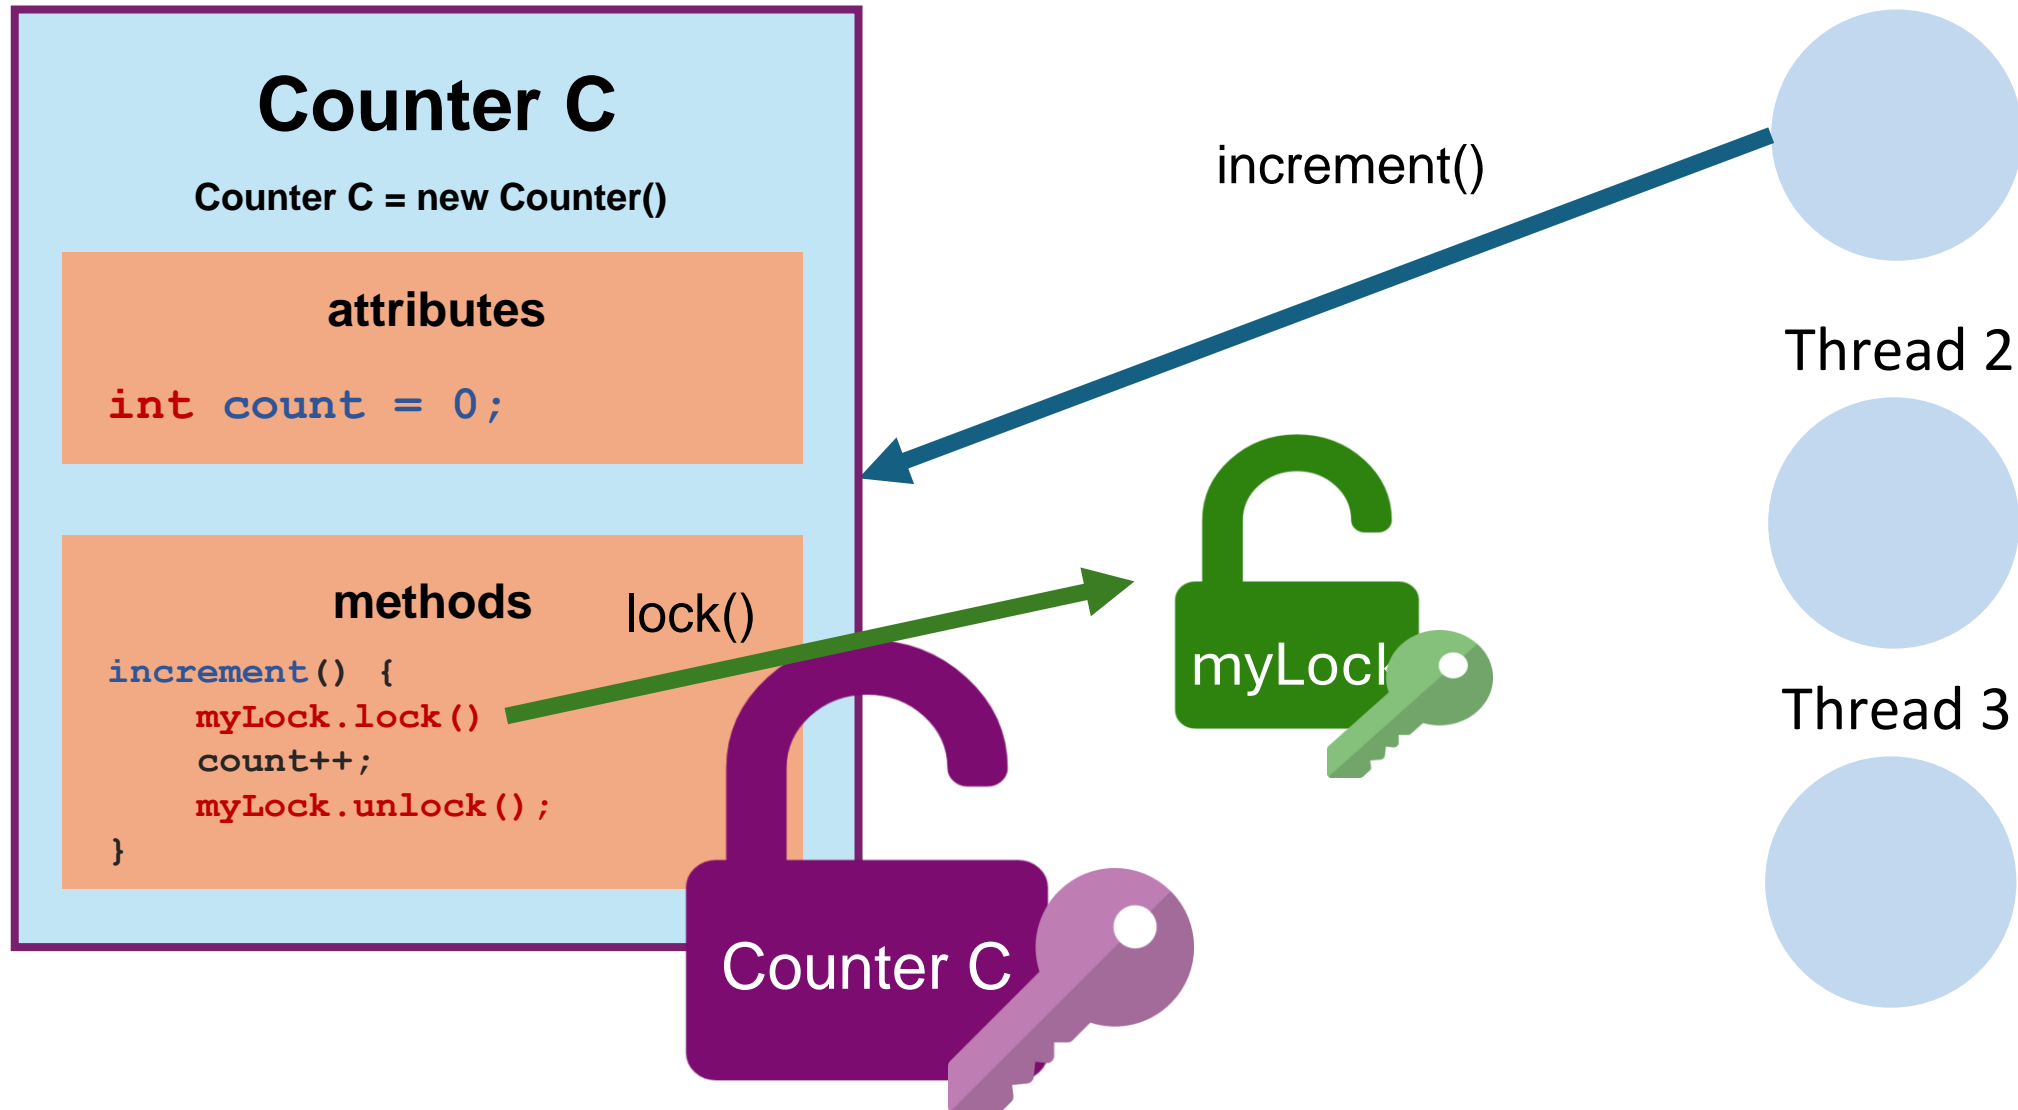 Counter C
Counter C = new Counter()
attributes
int count = 0;
methods
increment() {
myLock.lock()
count++;
myLock.unlock();
}
lock()
increment()
myLock
Counter C
Thread 2
Thread 3